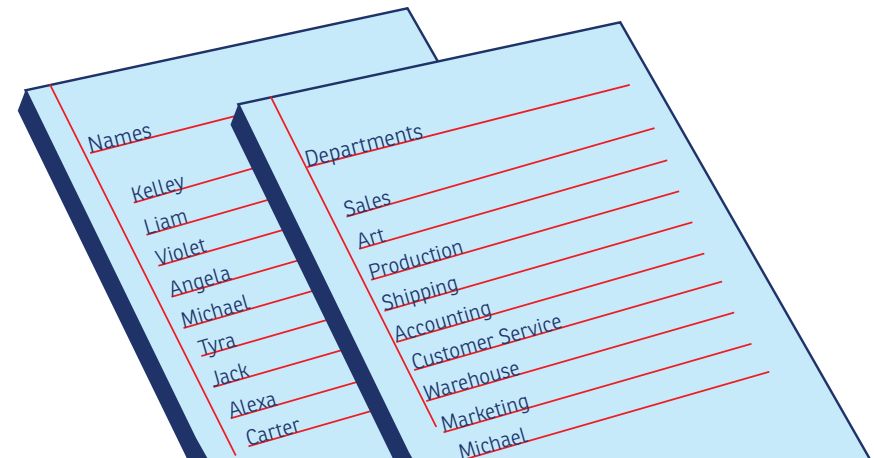 Names
Kelley
Liam
Violet
Angela
Michael
Tyra
Jack
Alexa
Carter
Departments
Sales
Art
Production
Shipping
Accounting
Customer Service
Warehouse
Marketing
Michael